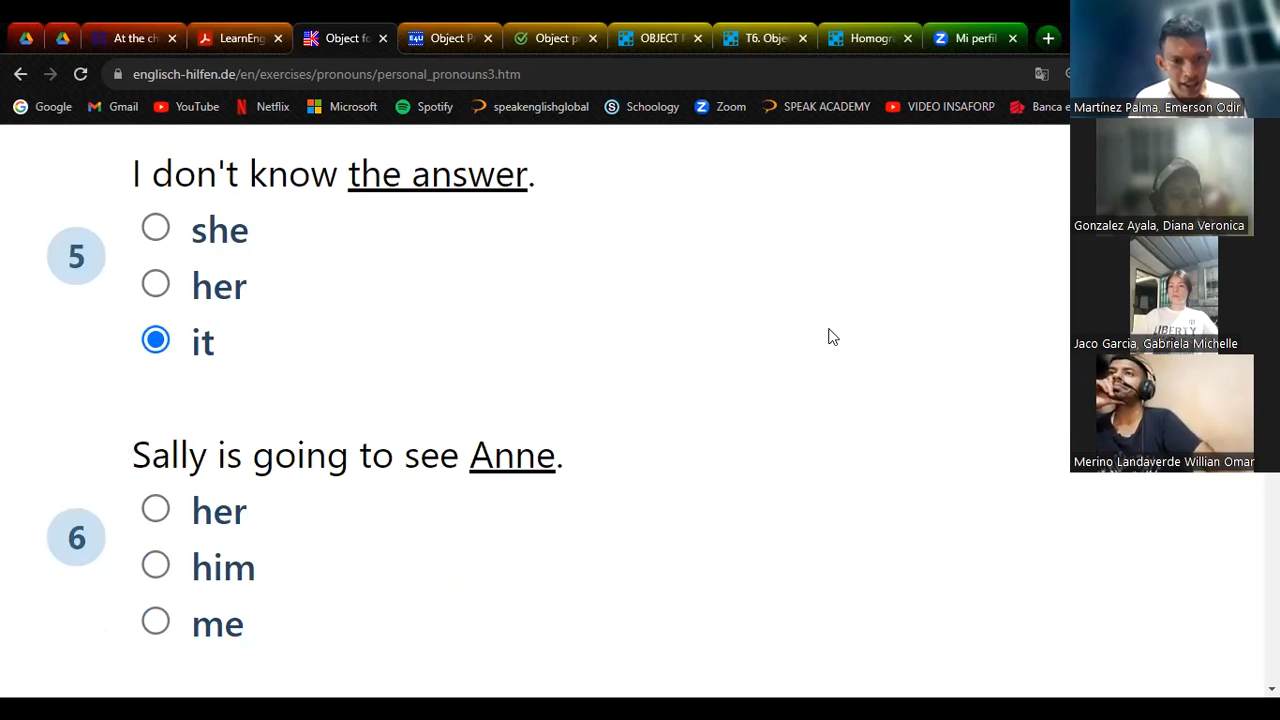 At the ch
LearnEng
Object fo
Object P
Object p
OBJECT
T6. Obje
Homogr
Mi perfil
englisch-hilfen.de/en/exercises/pronouns/personal_pronouns3.htm
Google Gmail YouTube Netflix Microsoft Spotify speakenglishglobal Schoology Zoom SPEAK ACADEMY VIDEO INSAFORP Banca e
I don't know the answer.
5
she
her
it
Sally is going to see Anne.
6
her
him
me
Martínez Palma, Emerson Odir
Gonzalez Ayala, Diana Veronica
LIBERTY
Jaco Garcia, Gabriela Michelle
Merino Landaverde Willian Omar